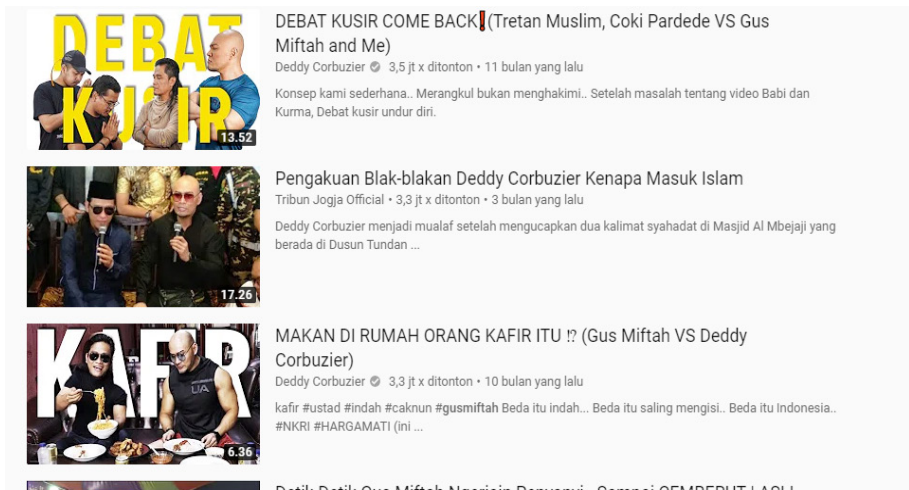 DEBAT
KUSIR
13.52
DEBAT KUSIR COME BACK❗(Tretan Muslim, Coki Pardede VS Gus
Miftah and Me)
Deddy Corbuzier 3,5 jt x ditonton • 11 bulan yang lalu
Konsep kami sederhana.. Merangkul bukan menghakimi.. Setelah masalah tentang video Babi dan
Kurma, Debat kusir undur diri.
17.26
Pengakuan Blak-blakan Deddy Corbuzier Kenapa Masuk Islam
Tribun Jogja Official • 3,3 jt x ditonton • 3 bulan yang lalu
Deddy Corbuzier menjadi mualaf setelah mengucapkan dua kalimat syahadat di Masjid Al Mbejaji yang
berada di Dusun Tundan ...
KAFIR
UA
6.36
MAKAN DI RUMAH ORANG KAFIR ITU ⁉ (Gus Miftah VS Deddy
Corbuzier)
Deddy Corbuzier 3,3 jt x ditonton • 10 bulan yang lalu
kafir #ustad #indah #caknun #gusmiftah Beda itu indah... Beda itu saling mengisi.. Beda itu Indonesia..
#NKRI #HARGAMATI (ini ...